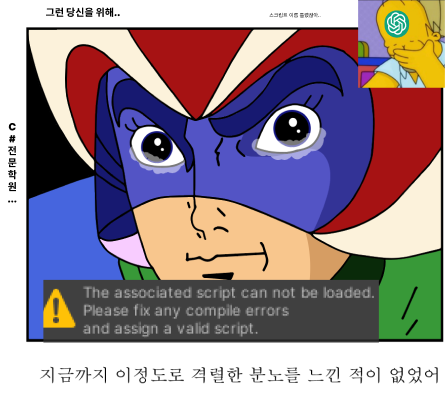 그런 당신을 위해..
스크립트 이름 틀렸잖아..
C#전문학원...
The associated script can not be loaded.
Please fix any compile errors
and assign a valid script.
지금까지 이정도로 격렬한 분노를 느낀 적이 없었어